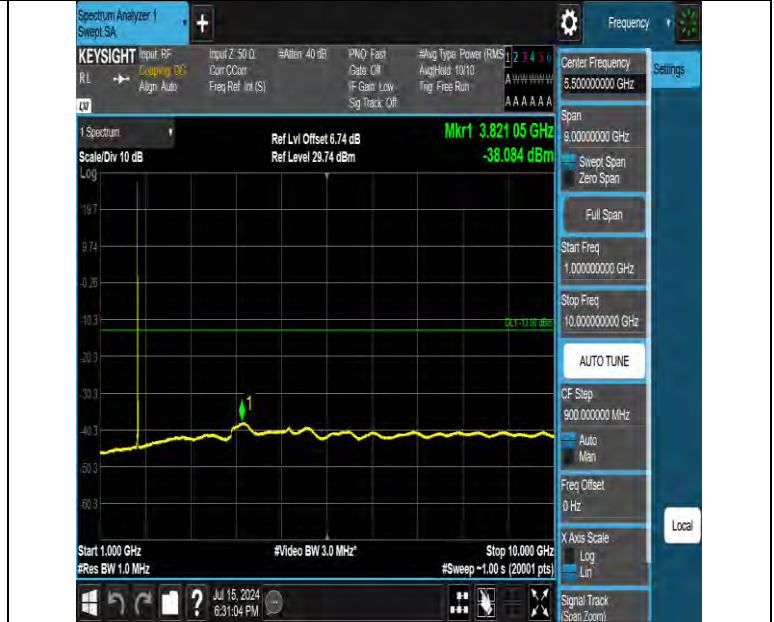 Spectrum Analyzer 1
Swept SA
+
Frequency
KEYSIGHT
RL
LXI
Input: RF
Coupling: DC
Align: Auto
Input Z: 50 Ω
Corr CCorr
Freq Ref: Int (S)
#Atten: 40 dB
PNO: Fast
Gate: Off
IF Gain: Low
Sig Track: Off
#Avg Type: Power (RMS
Avg|Hold: 10/10
Trig: Free Run
1 2 3 4 5 6
A W W W W W
A A A A A A
Center Frequency
5.500000000 GHz
Settings
1 Spectrum
Scale/Div 10 dB
Ref Lvl Offset 6.74 dB
Ref Level 29.74 dBm
Mkr1 3.821 05 GHz
-38.084 dBm
Log
19.7
9.74
-0.26
-10.3
-20.3
-30.3
-40.3
-50.3
-60.3
DL1 -13.00 dBm
1
Span
9.00000000 GHz
Swept Span
Zero Span
Full Span
Start Freq
1.000000000 GHz
Stop Freq
10.000000000 GHz
AUTO TUNE
CF Step
900.000000 MHz
Auto
Man
Freq Offset
0 Hz
X Axis Scale
Log
Lin
Signal Track
(Span Zoom)
Local
Start 1.000 GHz
#Res BW 1.0 MHz
#Video BW 3.0 MHz*
Stop 10.000 GHz
#Sweep ~1.00 s (20001 pts)
?
Jul 15, 2024
6:31:04 PM